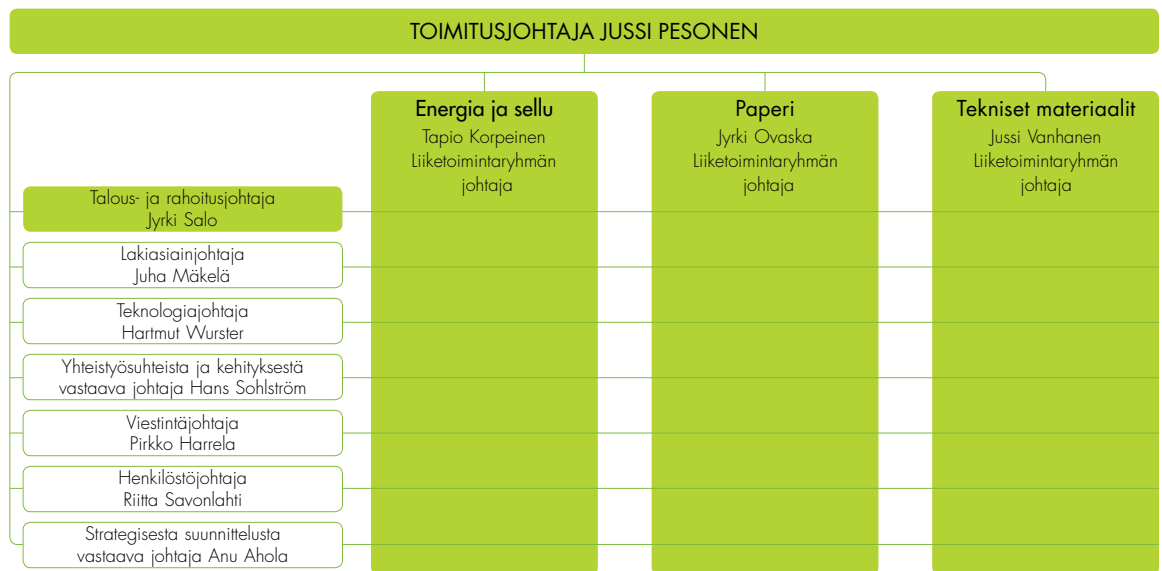 TOIMITUSJOHTAJA JUSSI PESONEN
Energia ja sellu
Tapio Korpeinen
Liiketoimintaryhmän
johtaja
Paperi
Jyrki Ovaska
Liiketoimintaryhmän
johtaja
Tekniset materiaalit
Jussi Vanhanen
Liiketoimintaryhmän
johtaja
Talous- ja rahoitusjohtaja
Jyrki Salo
Lakiasiainjohtaja
Juha Mäkelä
Teknologiajohtaja
Hartmut Wurster
Yhteistyösuhteista ja kehityksestä
vastaava johtaja Hans Sohlström
Viestintäjohtaja
Pirkko Harrela
Henkilöstöjohtaja
Riitta Savonlahti
Strategisesta suunnittelusta
vastaava johtaja Anu Ahola